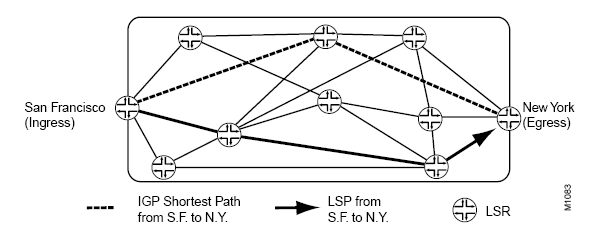 San Francisco
(Ingress)
New York
(Egress)
IGP Shortest Path
from S.F. to N.Y.
LSP from
S.F. to N.Y.
LSR
M1083